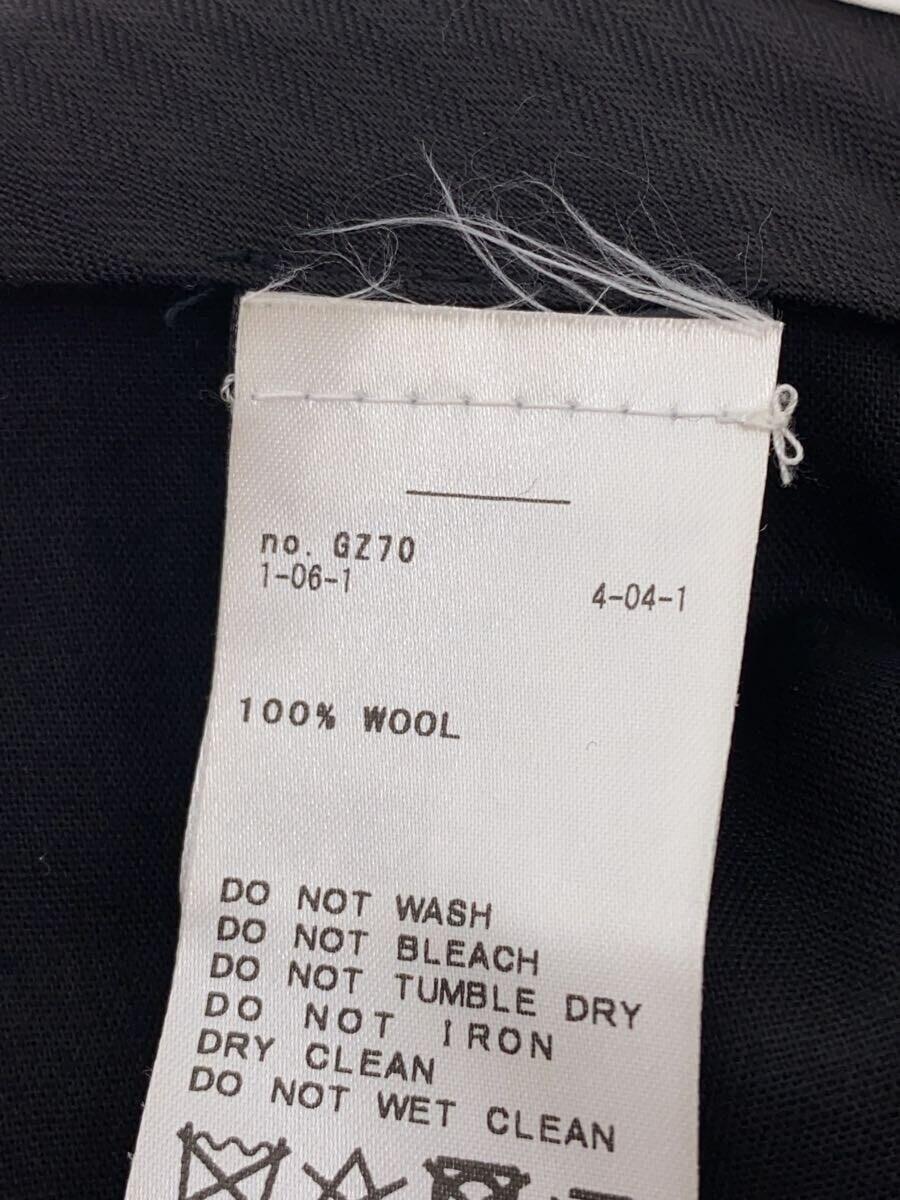 no. GZ70
1-06-1 4-04-1
100% WOOL
DO NOT WASH
DO NOT BLEACH
DO NOT TUMBLE DRY
DO NOT IRON
DRY CLEAN
DO NOT WET CLEAN